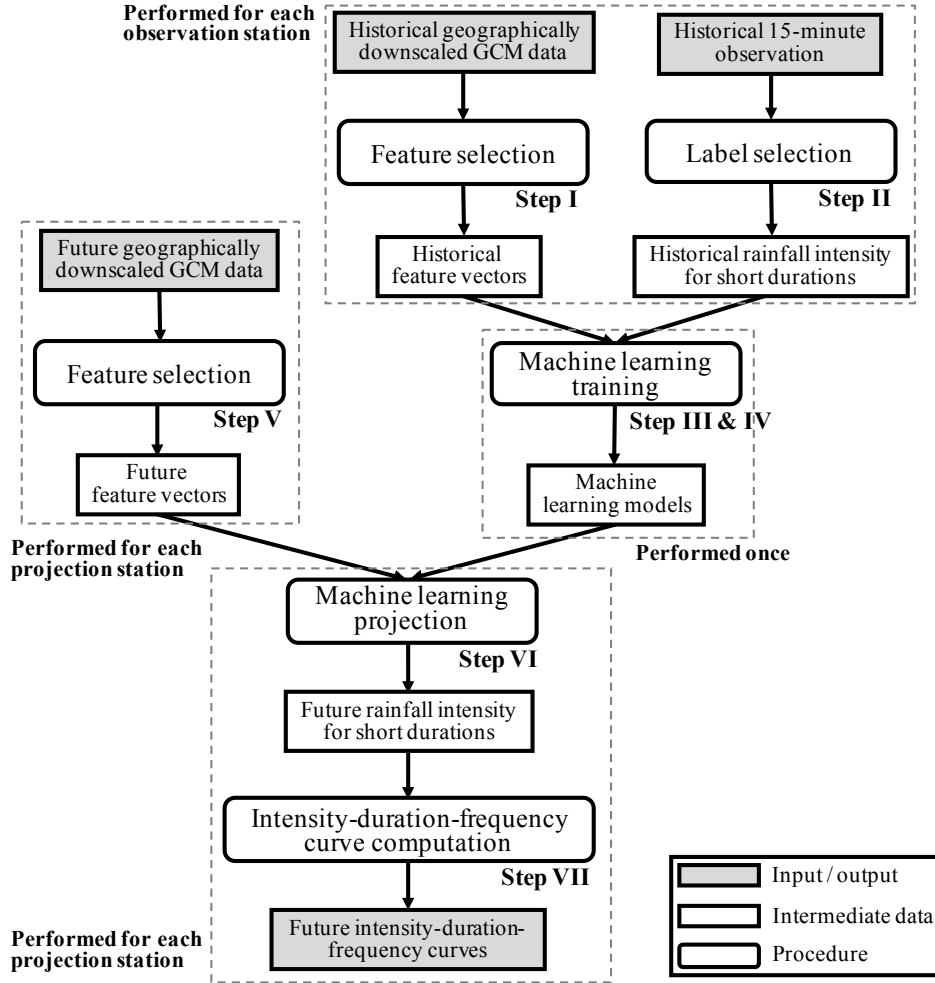 Performed for each
observation station
Historical geographically
downscaled GCM data
Historical 15-minute
observation
Feature selection
Step I
Label selection
Step II
Historical
feature vectors
Historical rainfall intensity
for short durations
Future geographically
downscaled GCM data
Feature selection
Step V
Future
feature vectors
Performed for each
projection station
Machine learning
training
Step III & IV
Machine
learning models
Performed once
Machine learning
projection
Step VI
Future rainfall intensity
for short durations
Intensity-duration-frequency
curve computation
Step VII
Future intensity-duration-
frequency curves
Performed for each
projection station
Input / output
Intermediate data
Procedure